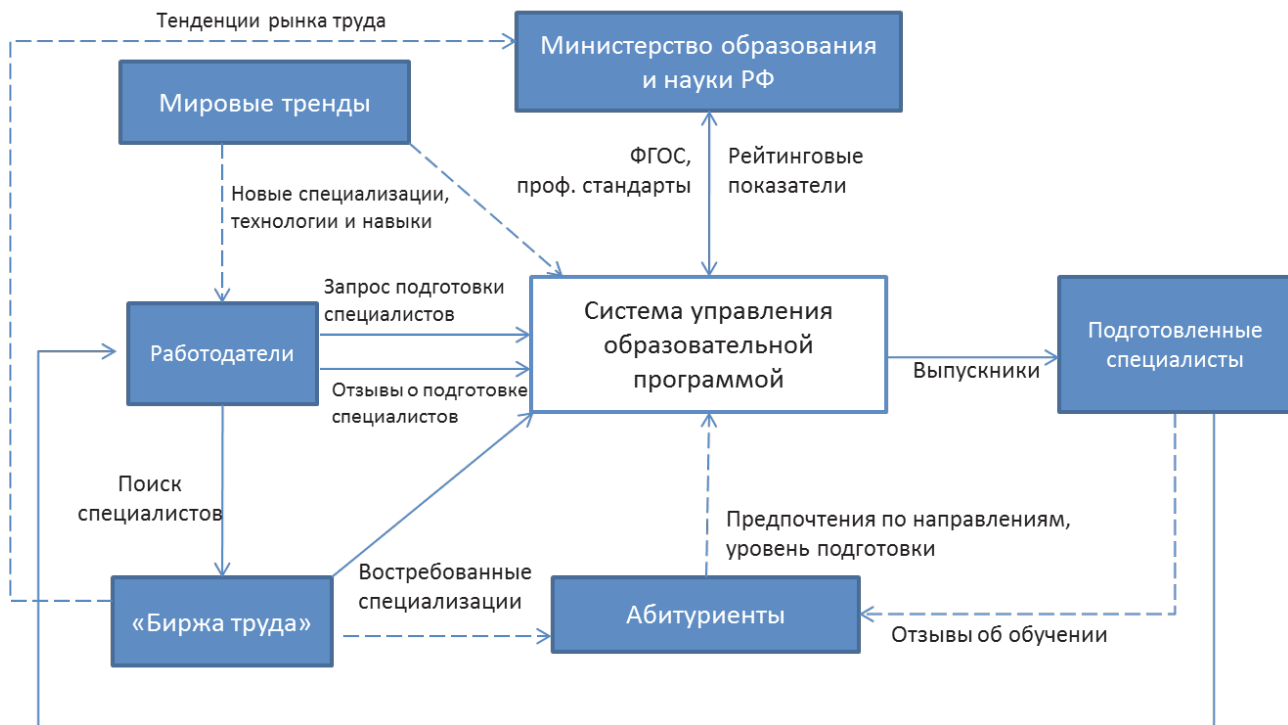 Тенденции рынка труда
Министерство образования
и науки РФ
Мировые тренды
ФГОС,
проф. стандарты
Рейтинговые
показатели
Новые специализации,
технологии и навыки
Запрос подготовки
специалистов
Система управления
образовательной
программой
Подготовленные
специалисты
Работодатели
Выпускники
Отзывы о подготовке
специалистов
Поиск
специалистов
Предпочтения по направлениям,
уровень подготовки
Востребованные
специализации
«Биржа труда»
Абитуриенты
Отзывы об обучении